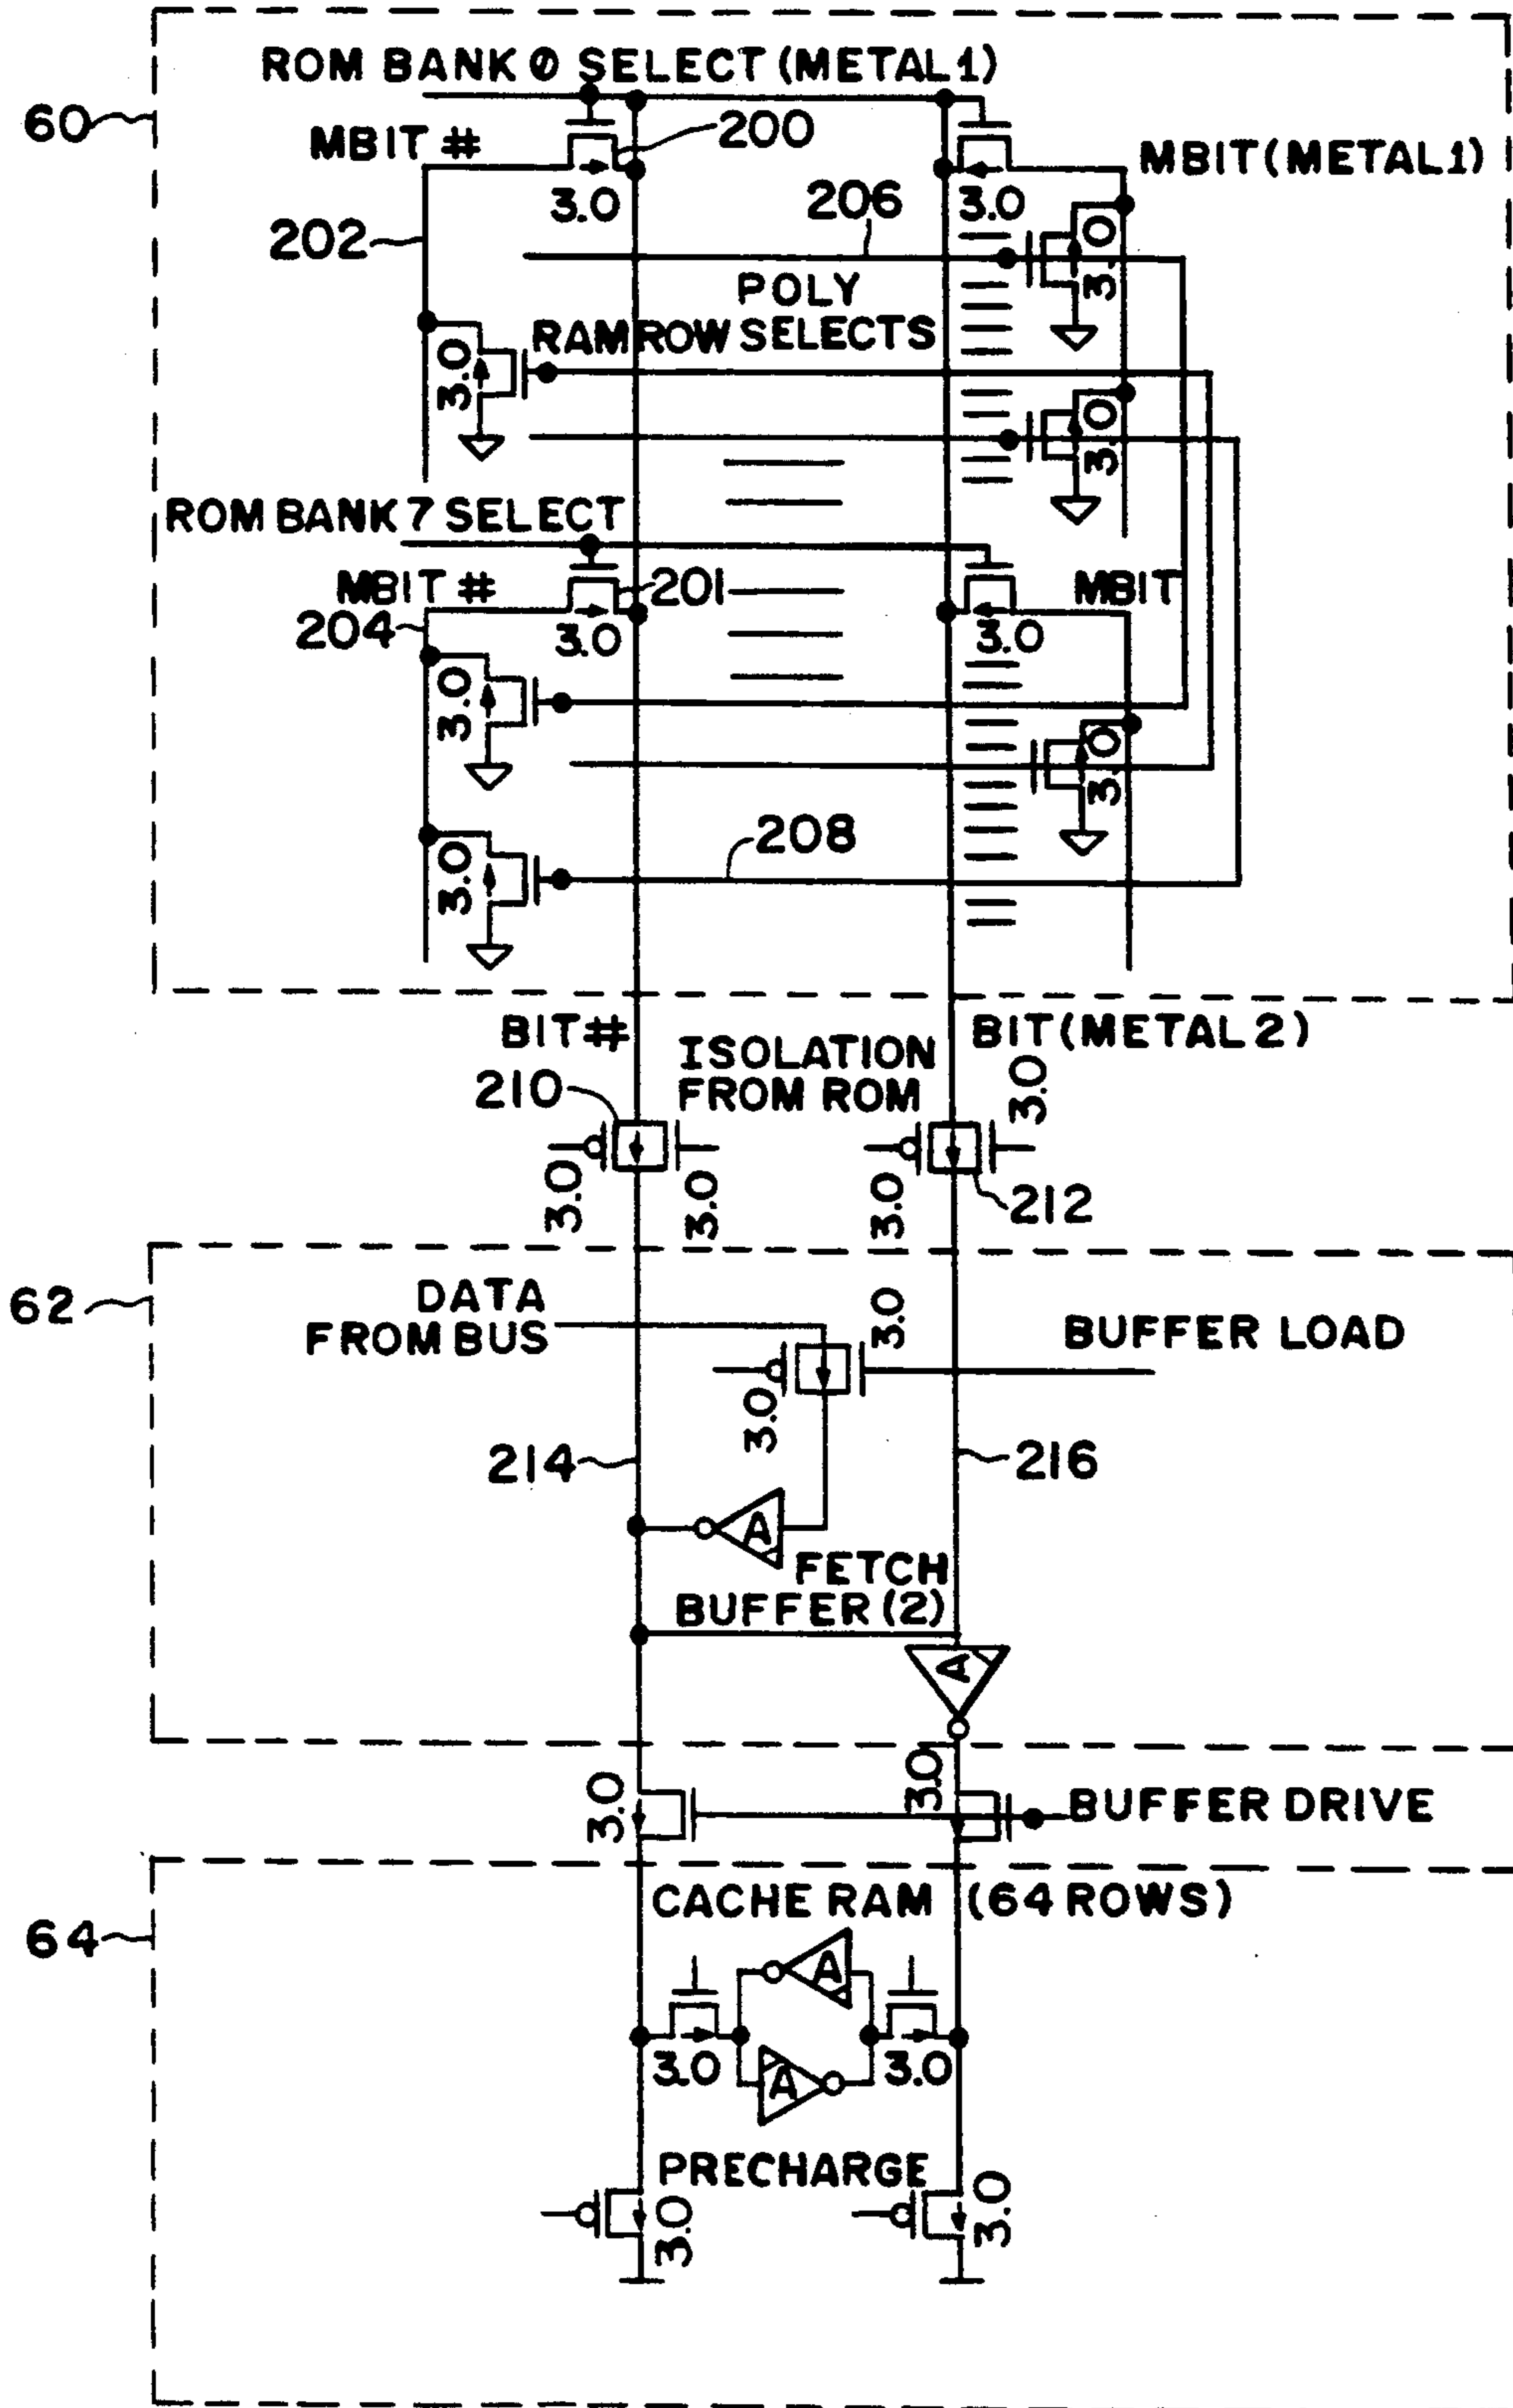 ROM BANK 0 SELECT (METAL 1)
60
MBIT #
200
MBIT (METAL 1)
3.0
206
3.0
202
3.0
POLY
RAM ROW SELECTS
3.0
3.0
ROM BANK 7 SELECT
MBIT #
201
MBIT
204
3.0
3.0
3.0
3.0
208
3.0
BIT #
ISOLATION
FROM ROM
BIT (METAL 2)
210
3.0
3.0
3.0
3.0
212
62
DATA
FROM BUS
3.0
BUFFER LOAD
3.0
214
216
A
FETCH
BUFFER (2)
A
3.0
3.0
BUFFER DRIVE
CACHE RAM (64 ROWS)
64
A
3.0
A
3.0
PRECHARGE
3.0
3.0